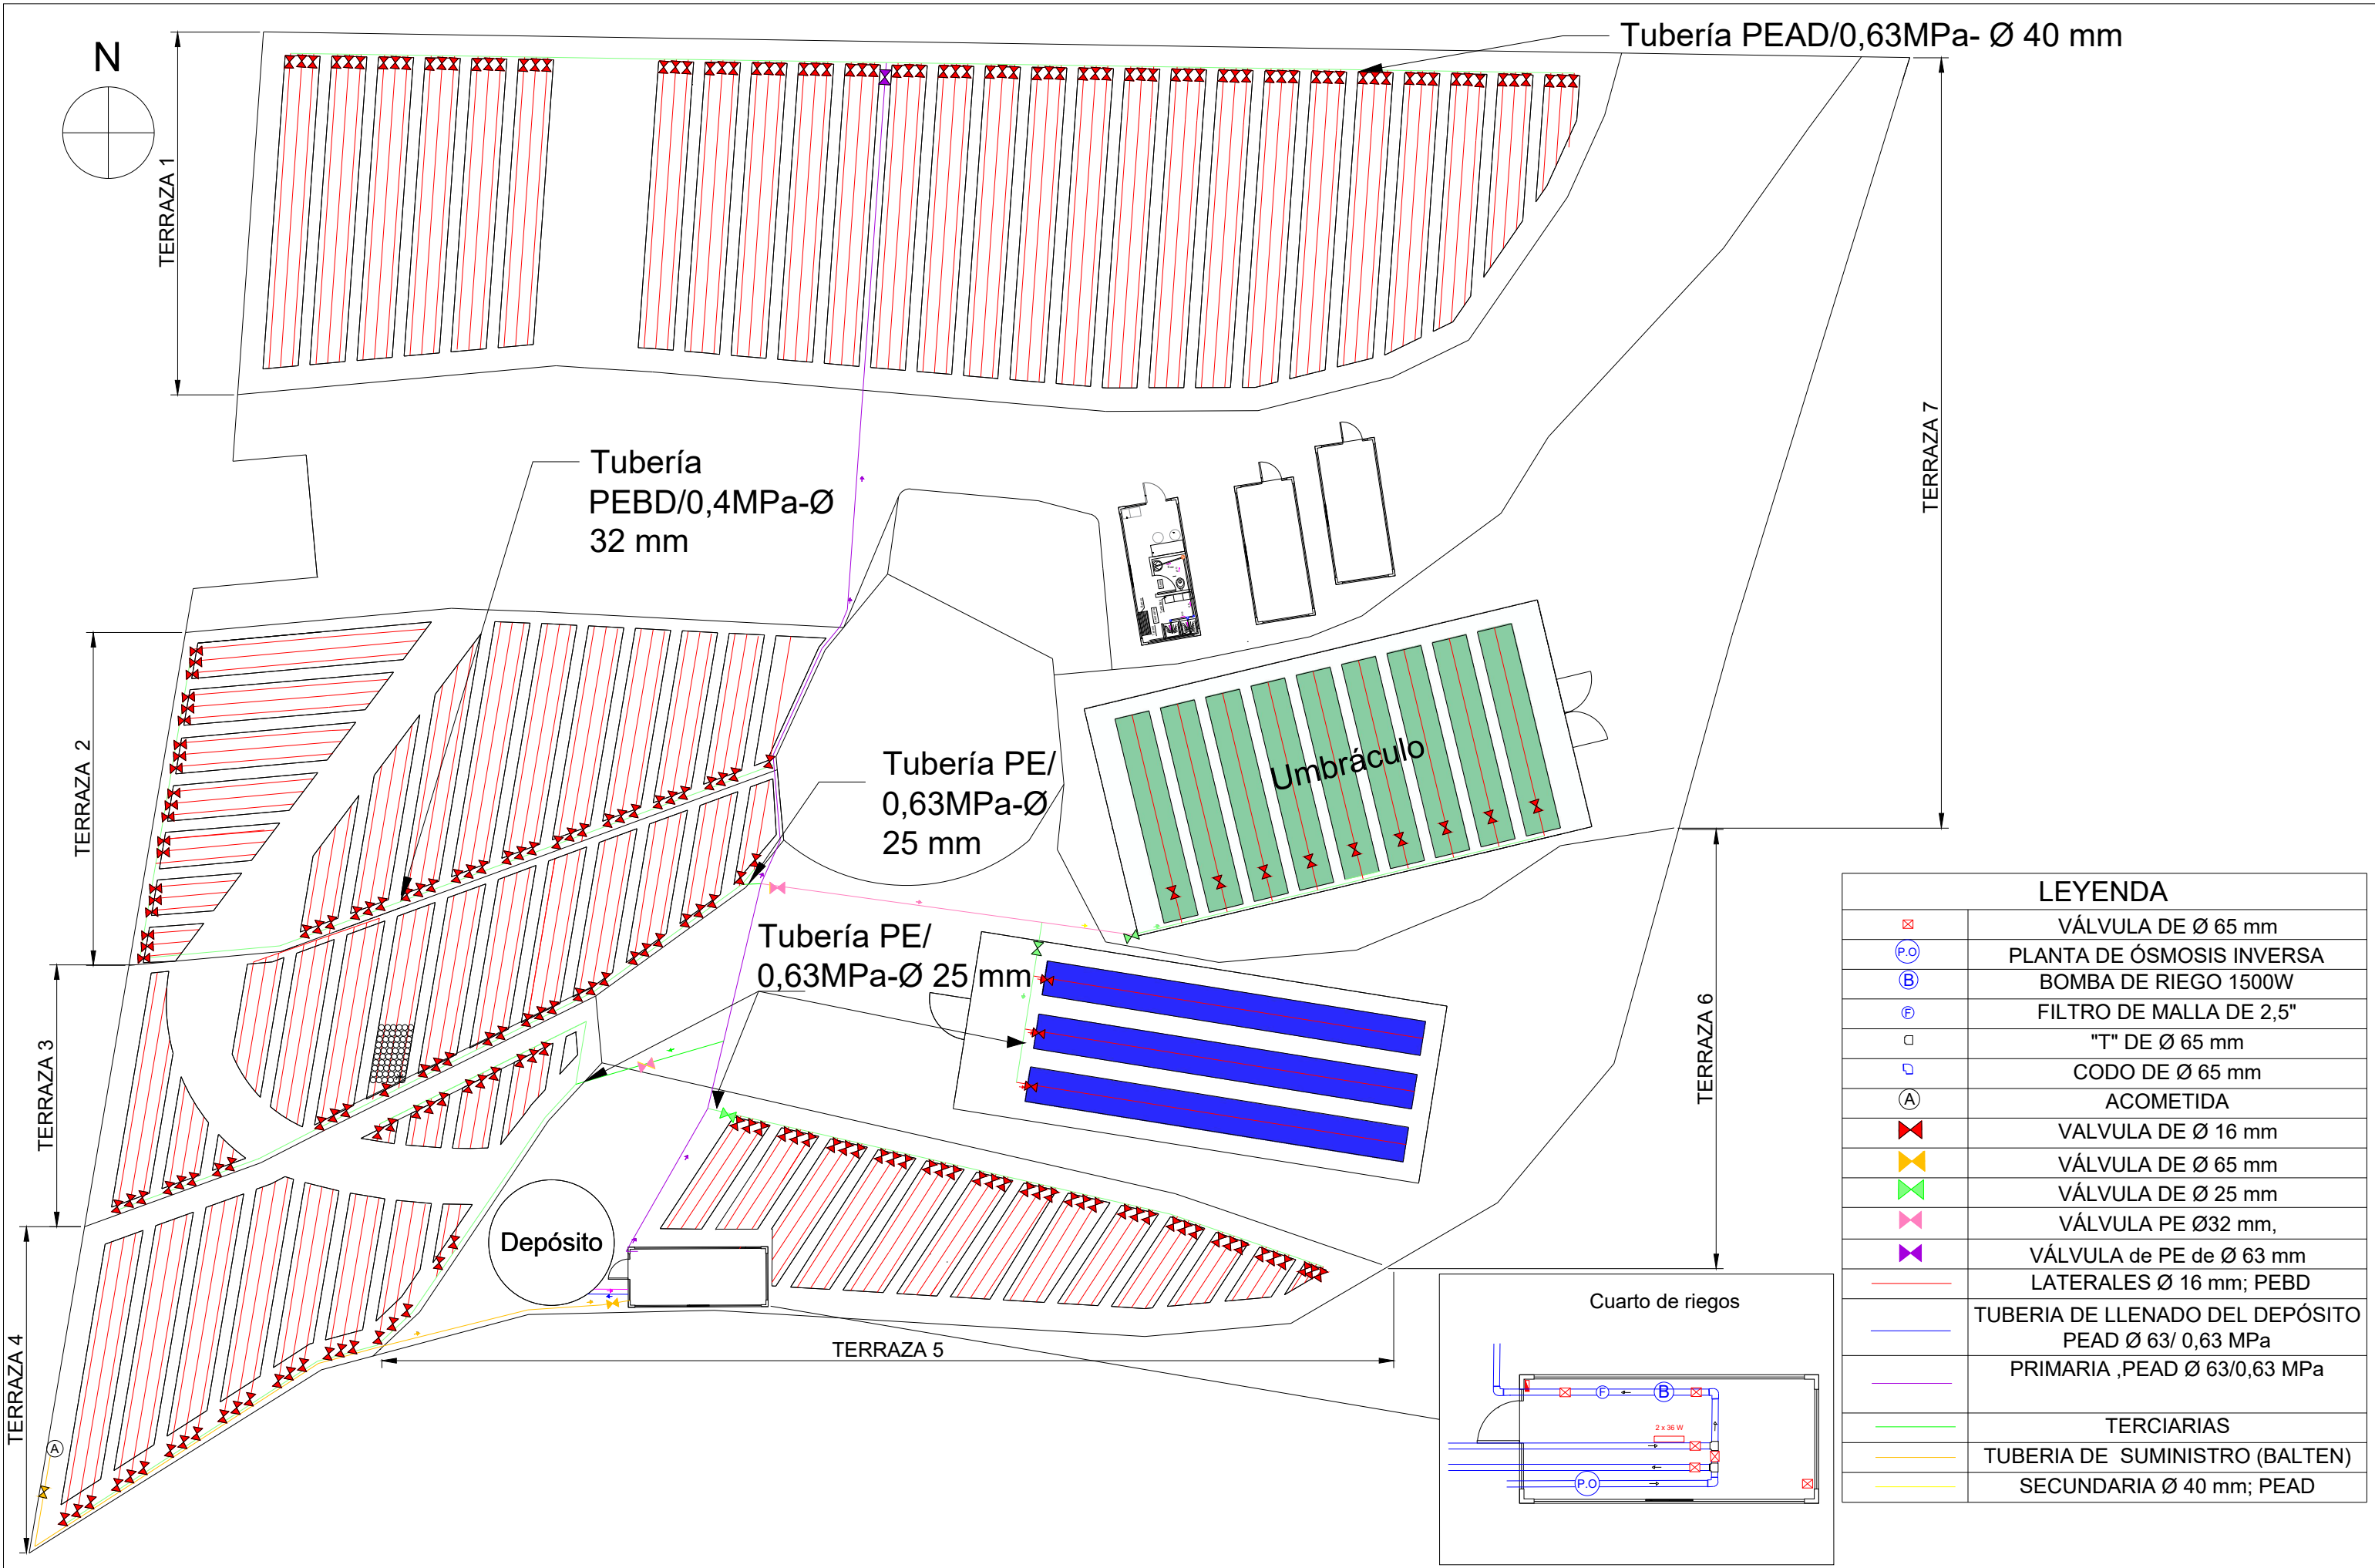 Tubería PEAD/0,63MPa- Ø 40 mm
N
TERRAZA 1
TERRAZA 7
Tubería
PEBD/0,4MPa-Ø
32 mm
TERRAZA 2
Tubería PE/
0,63MPa-Ø
25 mm
Umbráculo
Tubería PE/
0,63MPa-Ø 25 mm
TERRAZA 3
TERRAZA 6
Depósito
TERRAZA 5
TERRAZA 4
A
Cuarto de riegos
F
B
2 x 36 W
P.O
LEYENDA
VÁLVULA DE Ø 65 mm
P.O PLANTA DE ÓSMOSIS INVERSA
B BOMBA DE RIEGO 1500W
F FILTRO DE MALLA DE 2,5"
"T" DE Ø 65 mm
CODO DE Ø 65 mm
A ACOMETIDA
VALVULA DE Ø 16 mm
VÁLVULA DE Ø 65 mm
VÁLVULA DE Ø 25 mm
VÁLVULA PE Ø32 mm,
VÁLVULA de PE de Ø 63 mm
LATERALES Ø 16 mm; PEBD
TUBERIA DE LLENADO DEL DEPÓSITO
PEAD Ø 63/ 0,63 MPa
PRIMARIA ,PEAD Ø 63/0,63 MPa
TERCIARIAS
TUBERIA DE SUMINISTRO (BALTEN)
SECUNDARIA Ø 40 mm; PEAD